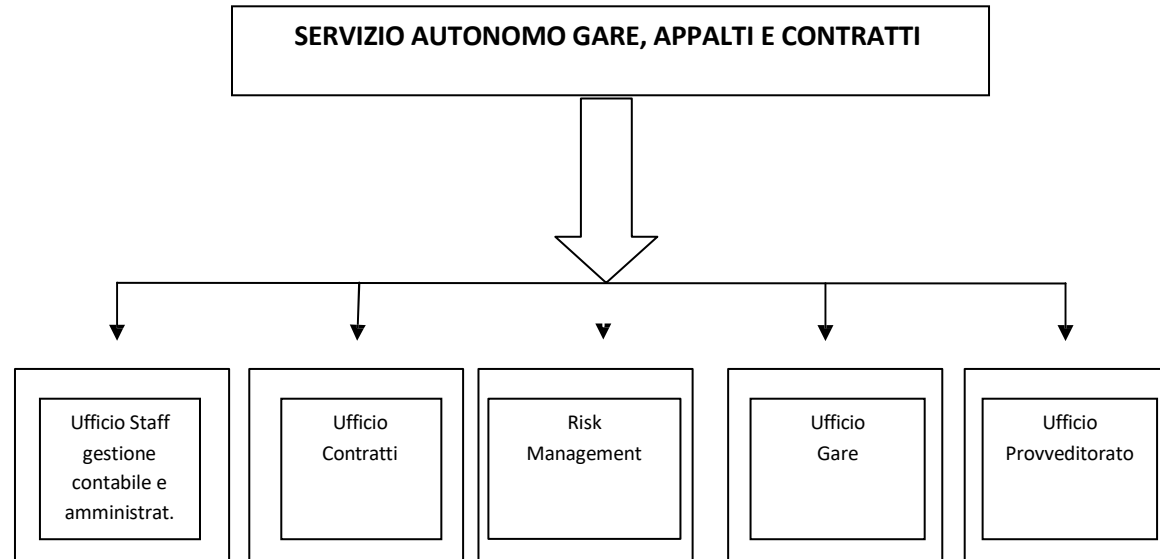 SERVIZIO AUTONOMO GARE, APPALTI E CONTRATTI
Ufficio Staff
gestione
contabile e
amministrat.
Ufficio
Contratti
Risk
Management
Ufficio
Gare
Ufficio
Provveditorato